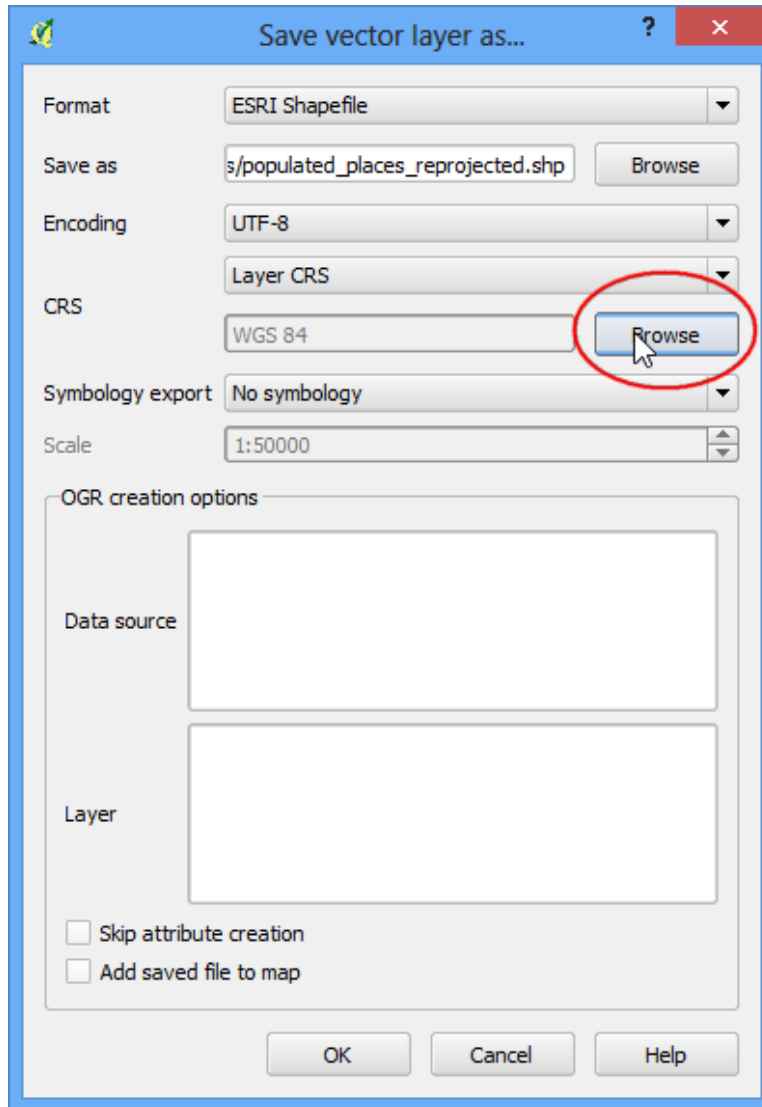 Save vector layer as...
?
Format ESRI Shapefile
Save as s/populated_places_reprojected.shp Browse
Encoding UTF-8
Layer CRS
CRS
WGS 84 Browse
Symbology export No symbology
Scale 1:50000
OGR creation options
Data source
Layer
Skip attribute creation
Add saved file to map
OK Cancel Help